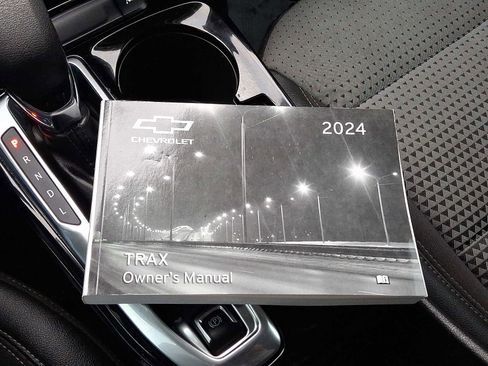 CHEVROLET
2024
TRAX
Owner's Manual
P
R
N
D
L